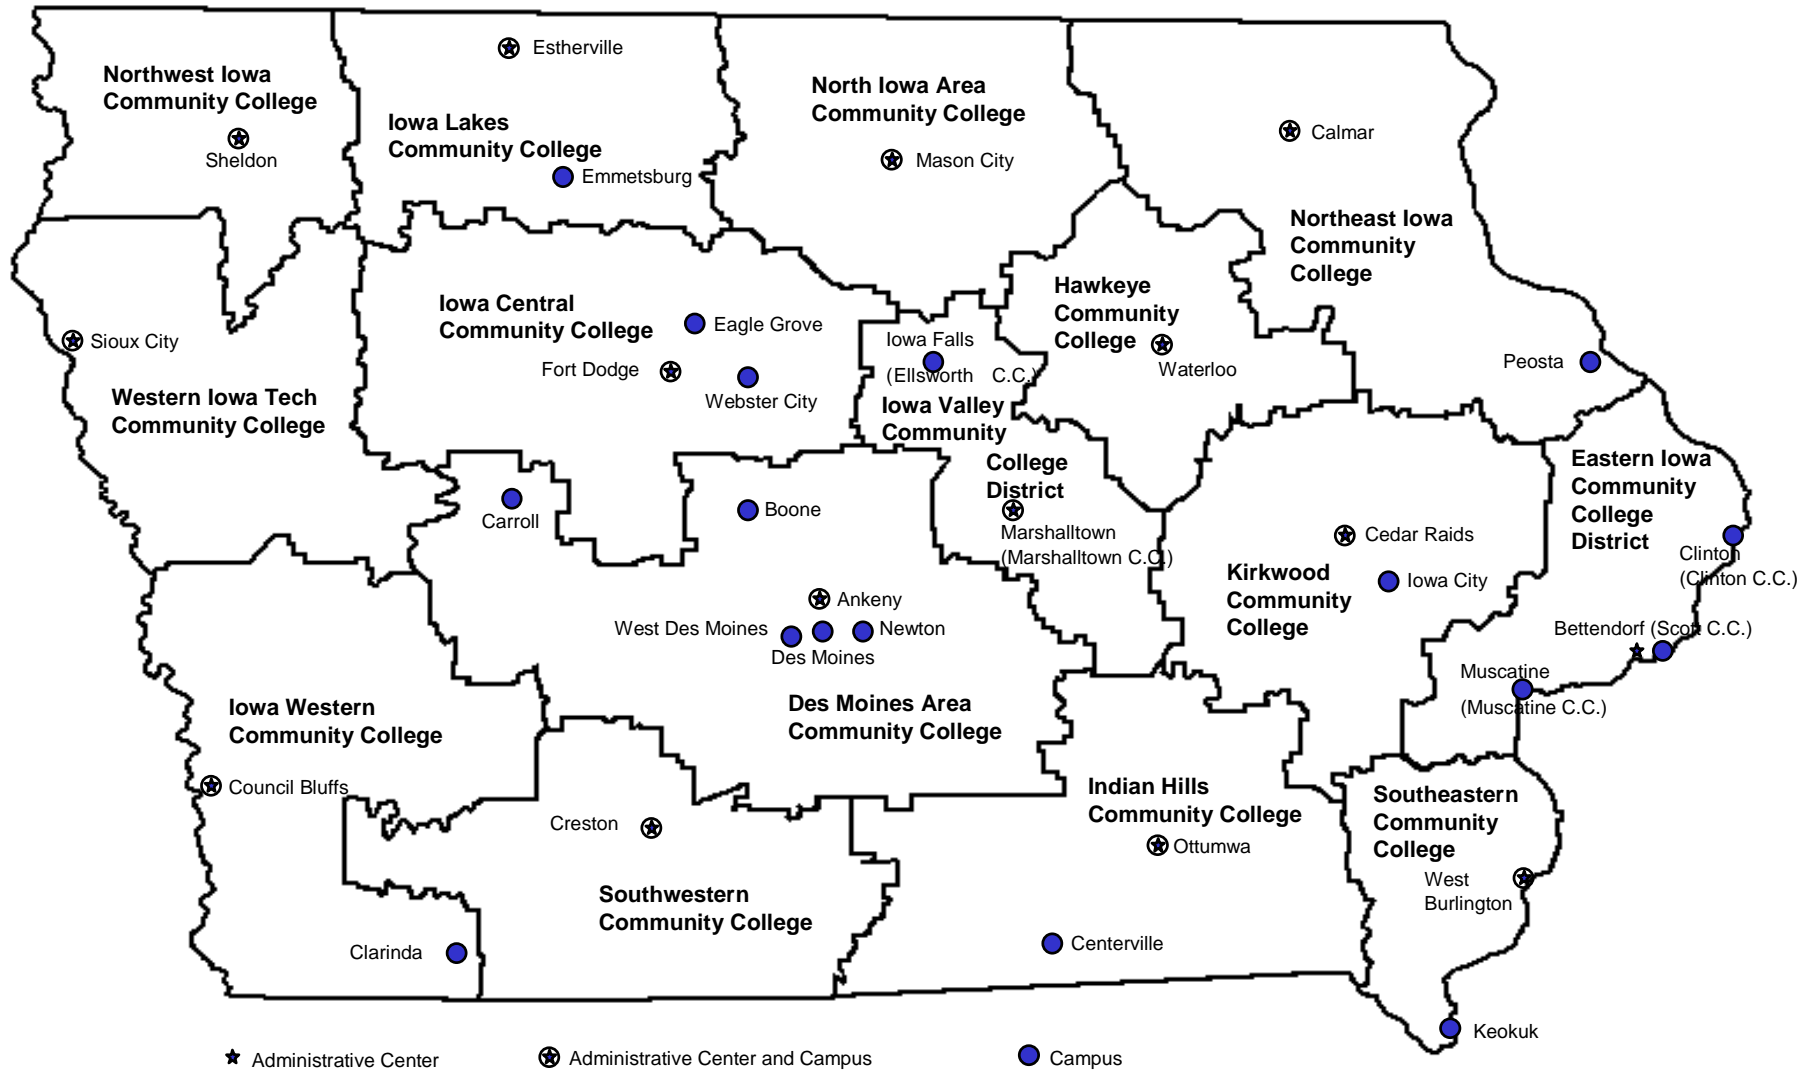 Estherville
Northwest Iowa
Community College
Sheldon
Iowa Lakes
Community College
Emmetsburg
North Iowa Area
Community College
Mason City
Calmar
Northeast Iowa
Community
College
Sioux City
Western Iowa Tech
Community College
Iowa Central
Community College
Eagle Grove
Fort Dodge
Webster City
Iowa Falls
(Ellsworth C.C.)
Iowa Valley
Community
College
District
Marshalltown
(Marshalltown C.C.)
Hawkeye
Community
College
Waterloo
Peosta
Carroll
Boone
Ankeny
West Des Moines
Newton
Des Moines
Des Moines Area
Community College
Cedar Raids
Iowa City
Kirkwood
Community
College
Eastern Iowa
Community
College
District
Clinton
(Clinton C.C.)
Bettendorf (Scott C.C.)
Muscatine
(Muscatine C.C.)
Iowa Western
Community College
Council Bluffs
Clarinda
Creston
Southwestern
Community College
Indian Hills
Community College
Ottumwa
Centerville
Southeastern
Community
College
West
Burlington
Keokuk
Administrative Center
Administrative Center and Campus
Campus